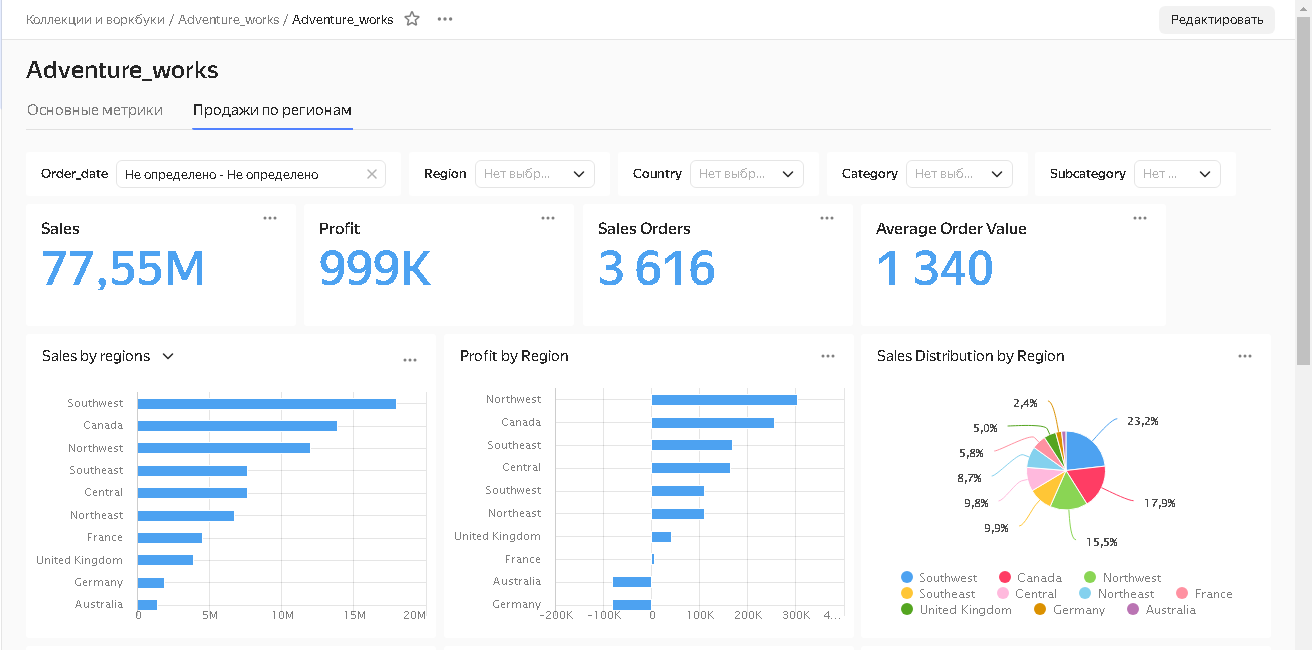 Коллекции и воркбуки / Adventure_works / Adventure_works
Редактировать
Adventure_works
Основные метрики
Продажи по регионам
Order_date
Не определено - Не определено
Region
Нет выбр...
Country
Нет выбр...
Category
Нет выб...
Subcategory
Нет ...
Sales
77,55M
Profit
999K
Sales Orders
3 616
Average Order Value
1 340
Sales by regions
Southwest
Canada
Northwest
Southeast
Central
Northeast
France
United Kingdom
Germany
Australia
0 5M 10M 15M 20M
Profit by Region
Northwest
Canada
Southeast
Central
Southwest
Northeast
United Kingdom
France
Australia
Germany
-200K -100K 0 100K 200K 300K 4...
Sales Distribution by Region
2,4%
23,2%
5,0%
5,8%
8,7%
9,8%
17,9%
9,9%
15,5%
Southwest Canada Northwest
Southeast Central Northeast France
United Kingdom Germany Australia